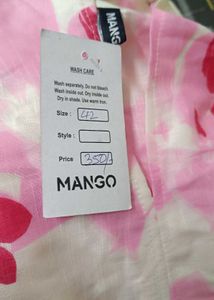 MANGO
WASH CARE
Wash separately. Do not bleach.
Wash inside out. Dry inside out.
Dry in shade. Use warm iron.
Size : 42
Style :
Price 350/-
MANGO